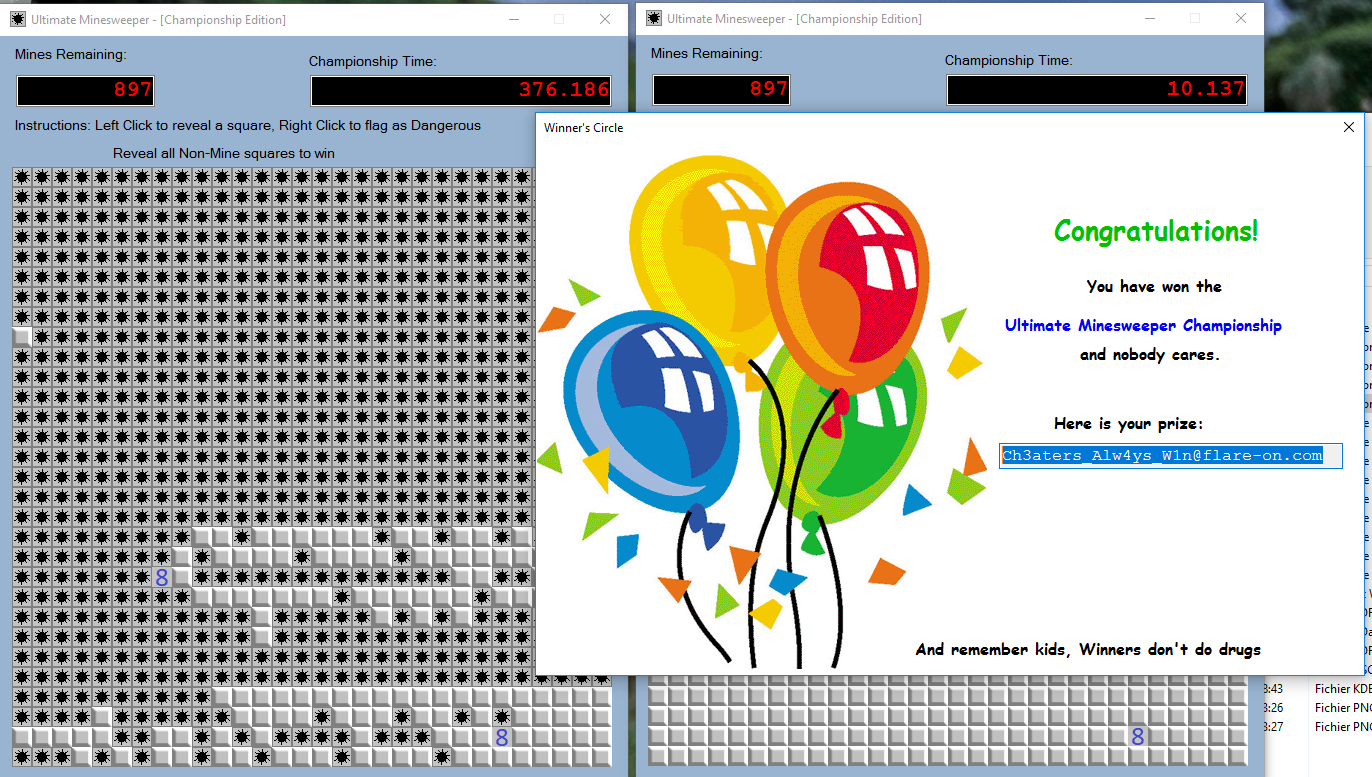 Ultimate Minesweeper - [Championship Edition]
Mines Remaining:
897
Championship Time:
376.186
Instructions: Left Click to reveal a square, Right Click to flag as Dangerous
Reveal all Non-Mine squares to win
8
8
Ultimate Minesweeper - [Championship Edition]
Mines Remaining:
897
Championship Time:
10.137
8
Winner's Circle
Congratulations!
You have won the
Ultimate Minesweeper Championship
and nobody cares.
Here is your prize:
Ch3aters_Alw4ys_W1n@flare-on.com
And remember kids, Winners don't do drugs
8:43 Fichier KDE
8:26 Fichier PNG
8:27 Fichier PNG